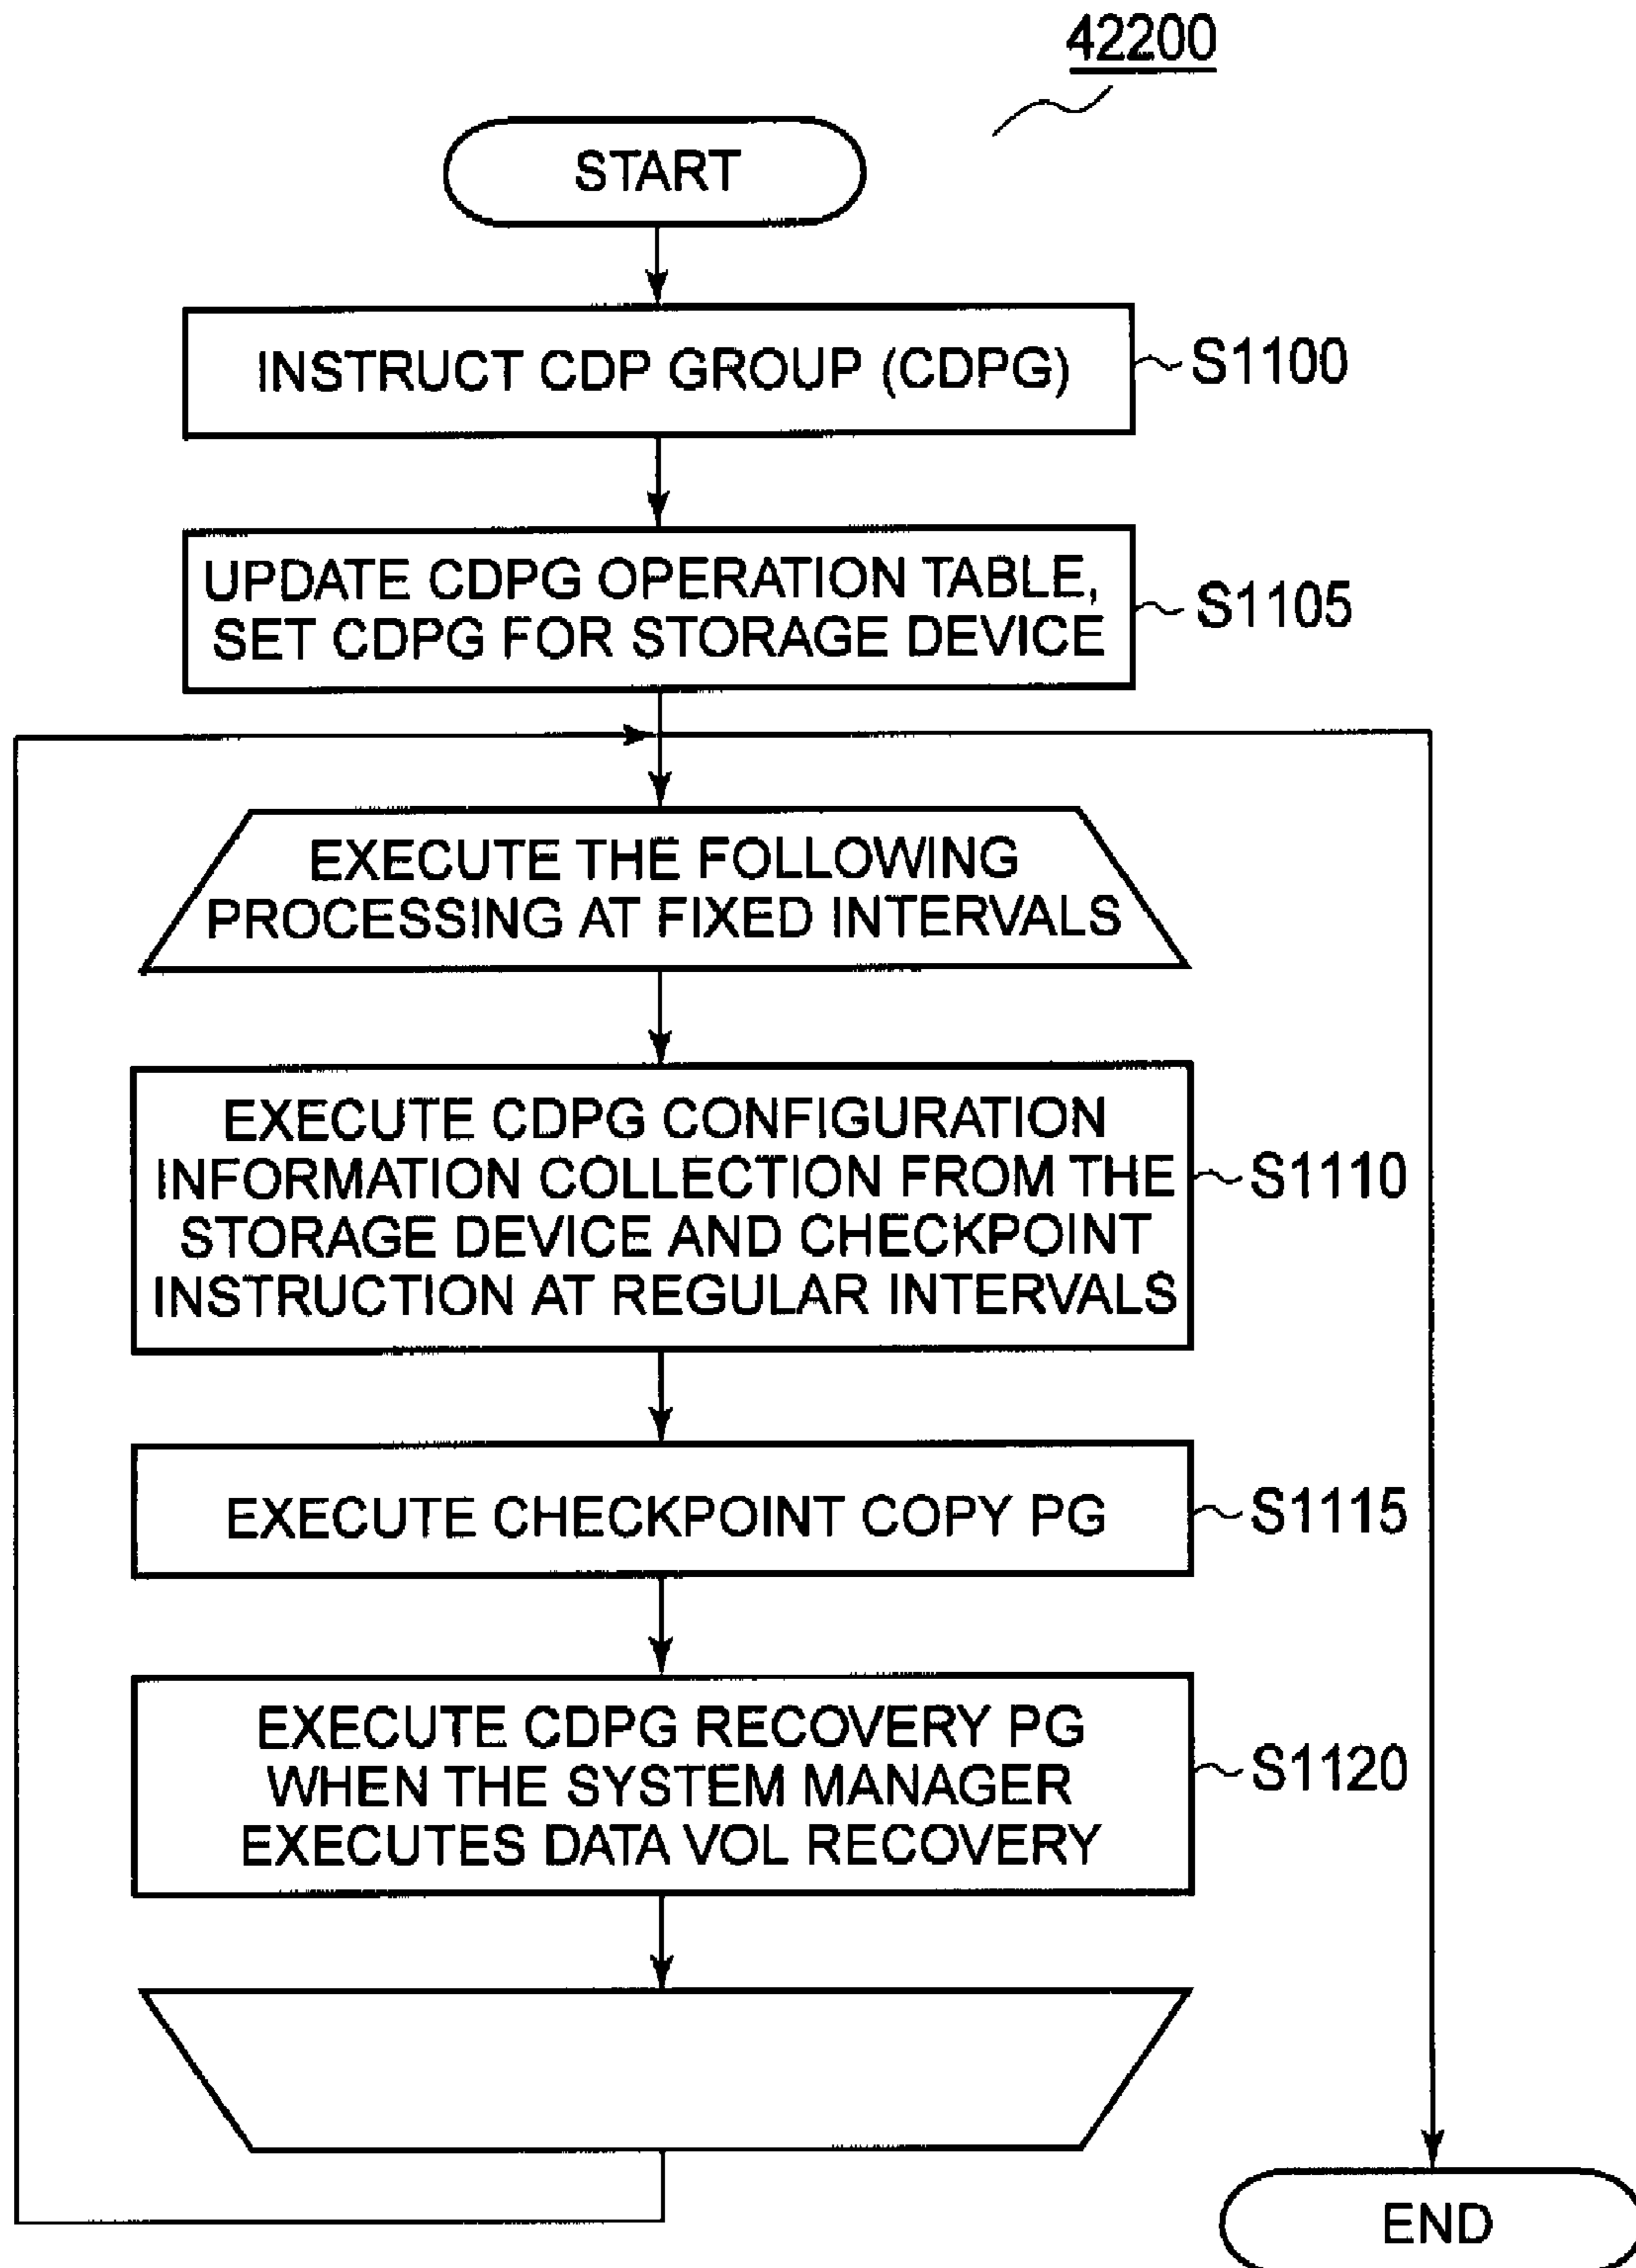 42200
START
INSTRUCT CDP GROUP (CDPG)
S1100
UPDATE CDPG OPERATION TABLE,
SET CDPG FOR STORAGE DEVICE
S1105
EXECUTE THE FOLLOWING
PROCESSING AT FIXED INTERVALS
EXECUTE CDPG CONFIGURATION
INFORMATION COLLECTION FROM THE
STORAGE DEVICE AND CHECKPOINT
INSTRUCTION AT REGULAR INTERVALS
S1110
EXECUTE CHECKPOINT COPY PG
S1115
EXECUTE CDPG RECOVERY PG
WHEN THE SYSTEM MANAGER
EXECUTES DATA VOL RECOVERY
S1120
END